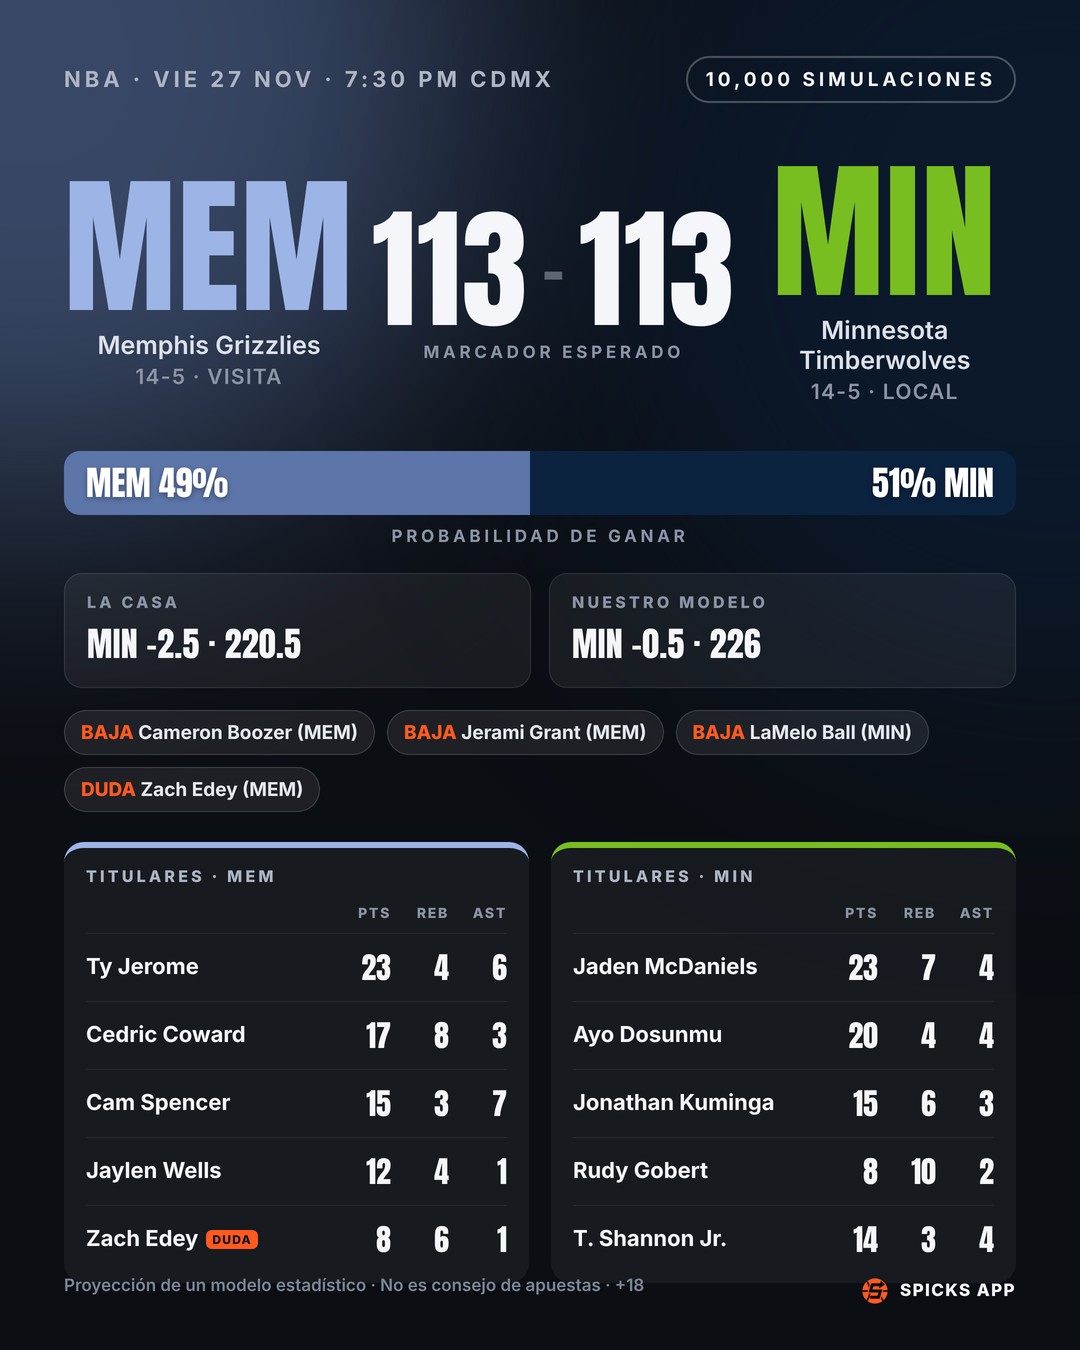 NBA · VIE 27 NOV · 7:30 PM CDMX
10,000 SIMULACIONES
MEM
113 - 113
MIN
MARCADOR ESPERADO
Memphis Grizzlies
14-5 · VISITA
Minnesota
Timberwolves
14-5 · LOCAL
MEM 49%
51% MIN
PROBABILIDAD DE GANAR
LA CASA
MIN -2.5 · 220.5
NUESTRO MODELO
MIN -0.5 · 226
BAJA Cameron Boozer (MEM)
BAJA Jerami Grant (MEM)
BAJA LaMelo Ball (MIN)
DUDA Zach Edey (MEM)
TITULARES · MEM
PTS REB AST
Ty Jerome 23 4 6
Cedric Coward 17 8 3
Cam Spencer 15 3 7
Jaylen Wells 12 4 1
Zach Edey DUDA 8 6 1
TITULARES · MIN
PTS REB AST
Jaden McDaniels 23 7 4
Ayo Dosunmu 20 4 4
Jonathan Kuminga 15 6 3
Rudy Gobert 8 10 2
T. Shannon Jr. 14 3 4
Proyección de un modelo estadístico · No es consejo de apuestas · +18
SPICKS APP